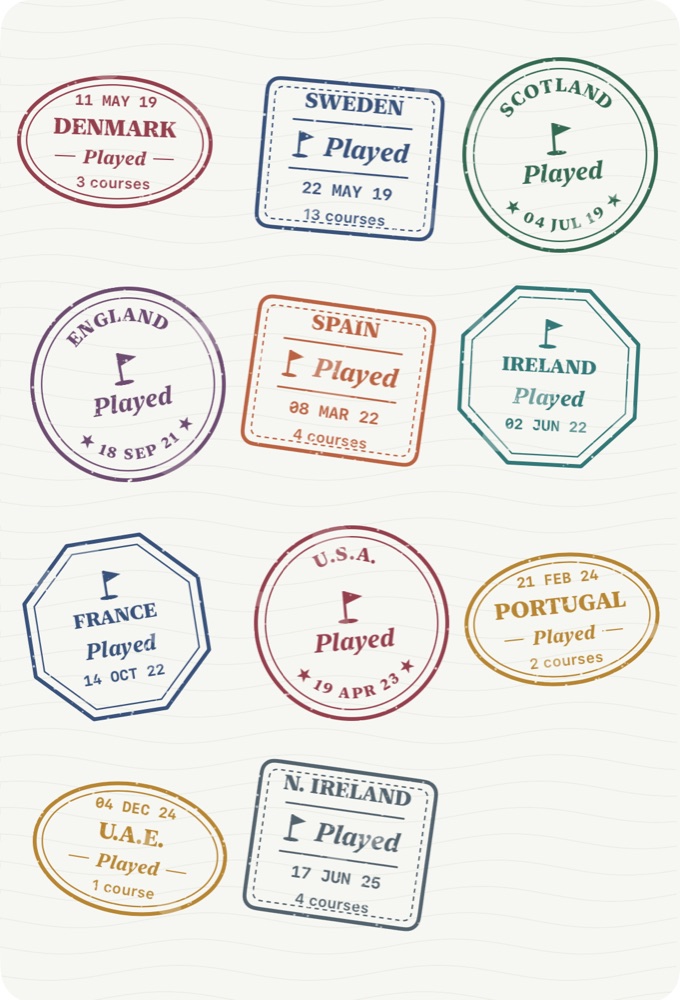 11 MAY 19
DENMARK
— Played —
3 courses
SWEDEN
Played
22 MAY 19
13 courses
SCOTLAND
Played
★ 04 JUL 19 ★
ENGLAND
Played
★ 18 SEP 21 ★
SPAIN
Played
08 MAR 22
4 courses
IRELAND
Played
02 JUN 22
FRANCE
Played
14 OCT 22
U.S.A.
Played
★ 19 APR 23 ★
21 FEB 24
PORTUGAL
— Played —
2 courses
04 DEC 24
U.A.E.
— Played —
1 course
N. IRELAND
Played
17 JUN 25
4 courses